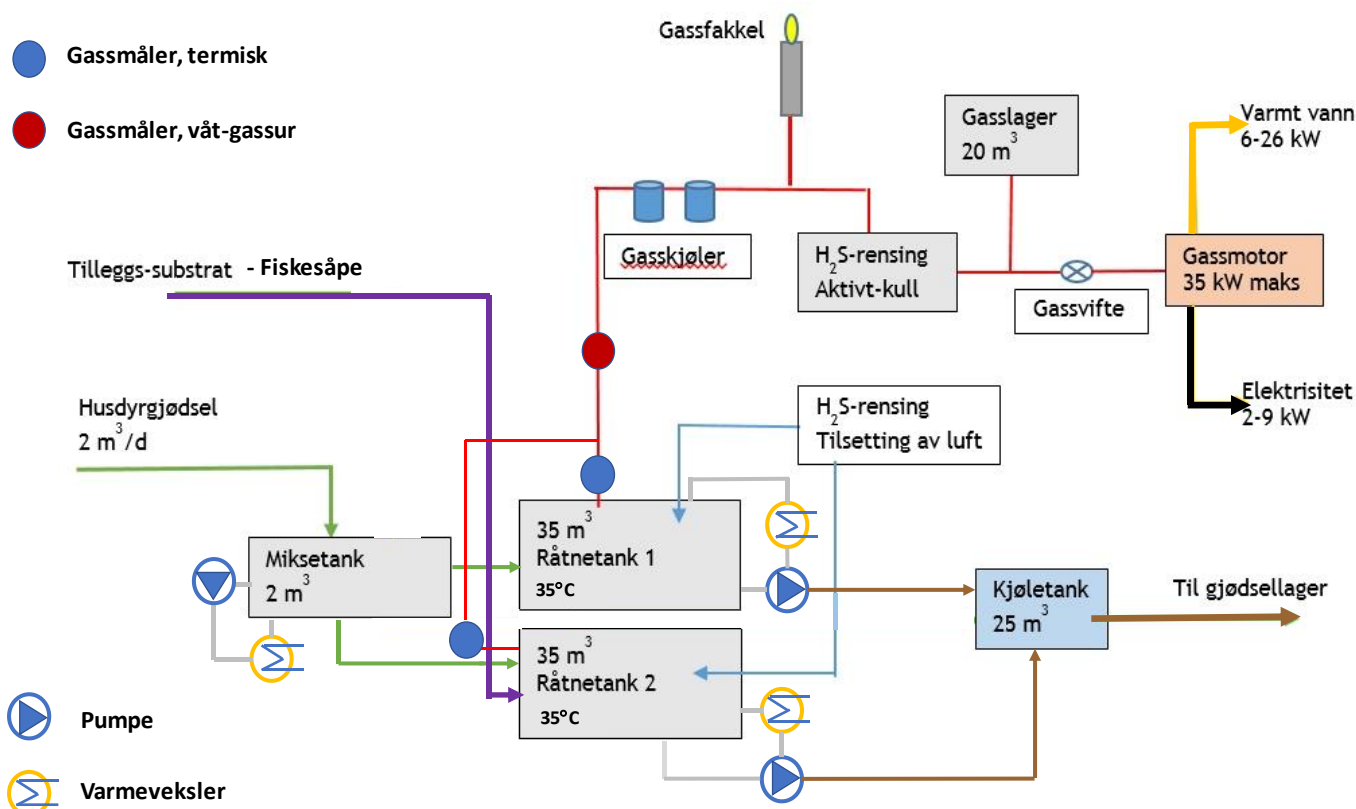 Gassfakkel
Gassmåler, termisk
Gassmåler, våt-gassur
Gasslager
20 m³
Varmt vann
6-26 kW
Tilleggs-substrat - Fiskesåpe
Gasskjøler
H₂S-rensing
Aktivt-kull
Gassvifte
Gassmotor
35 kW maks
Husdyrgjødsel
2 m³/d
H₂S-rensing
Tilsetting av luft
Elektrisitet
2-9 kW
Miksetank
2 m³
35 m³
Råtnetank 1
35°C
Kjøletank
25 m³
Til gjødsellager
35 m³
Råtnetank 2
35°C
Pumpe
Varmeveksler